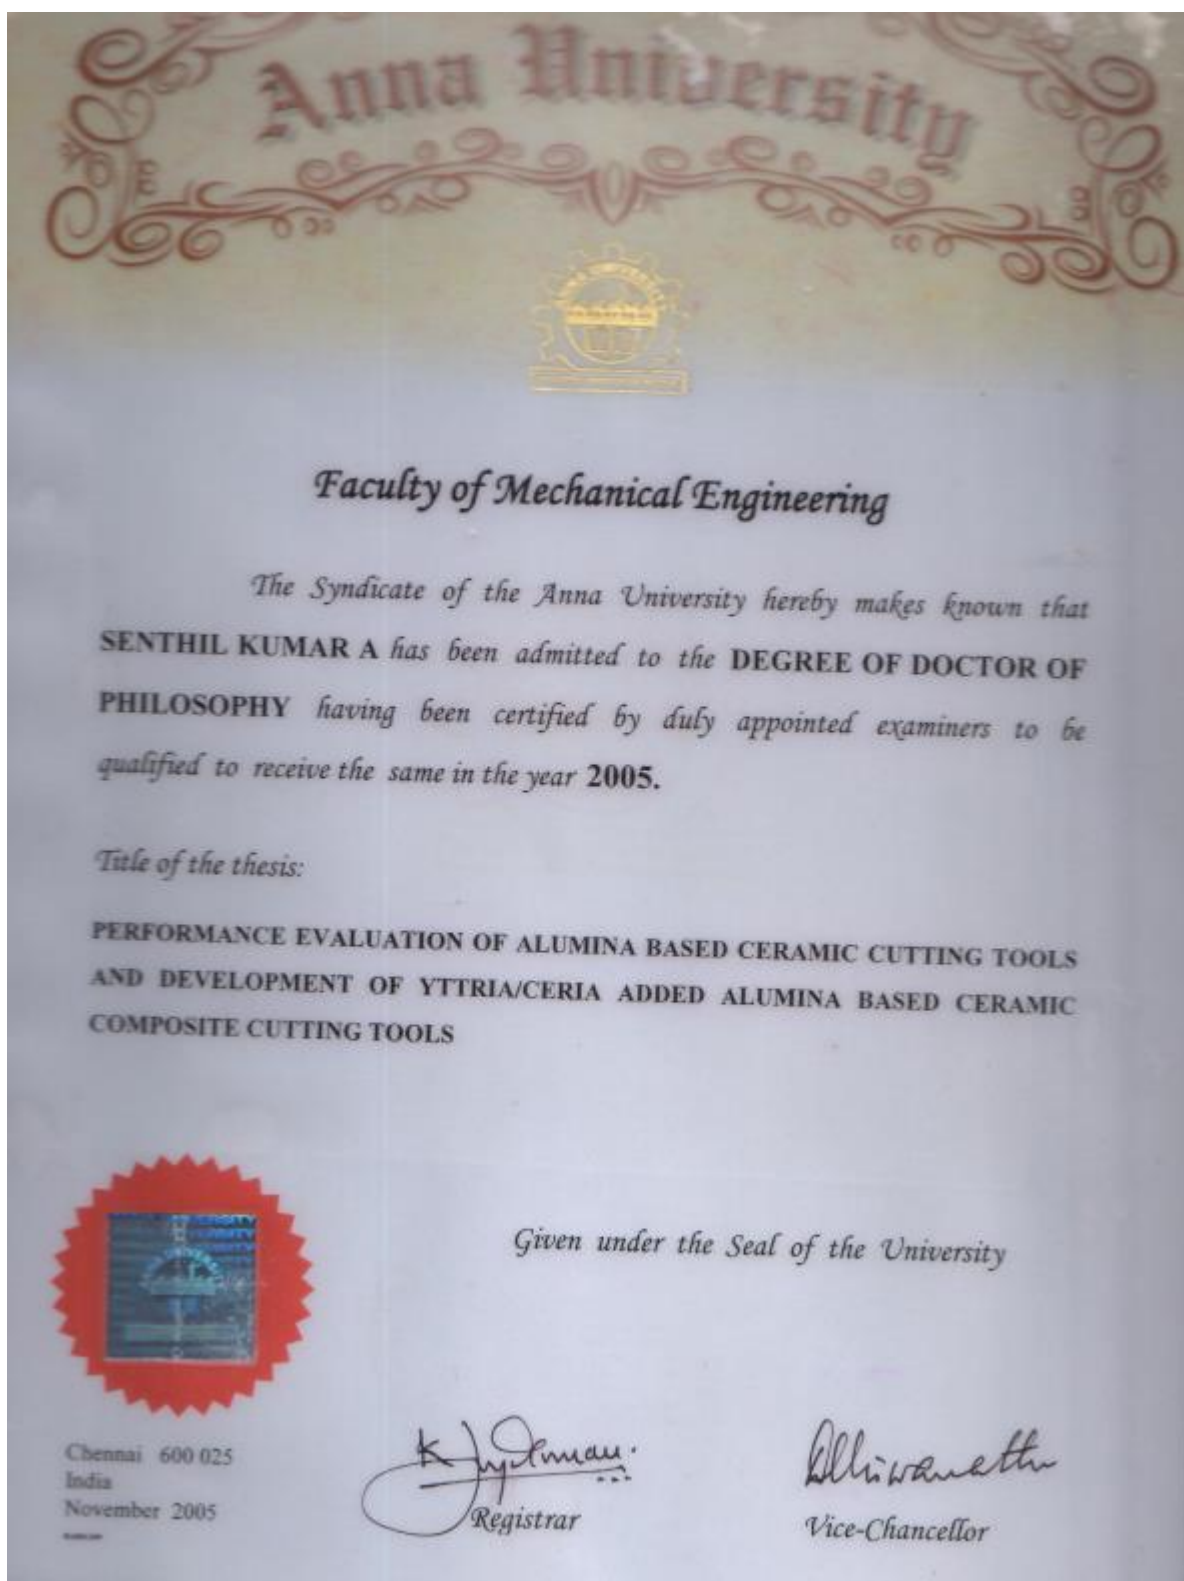 Anna University
Faculty of Mechanical Engineering
The Syndicate of the Anna University hereby makes known that
SENTHIL KUMAR A has been admitted to the DEGREE OF DOCTOR OF
PHILOSOPHY having been certified by duly appointed examiners to be
qualified to receive the same in the year 2005.
Title of the thesis:
PERFORMANCE EVALUATION OF ALUMINA BASED CERAMIC CUTTING TOOLS
AND DEVELOPMENT OF YTTRIA/CERIA ADDED ALUMINA BASED CERAMIC
COMPOSITE CUTTING TOOLS
Given under the Seal of the University
Chennai 600 025
India
November 2005
Registrar
Vice-Chancellor